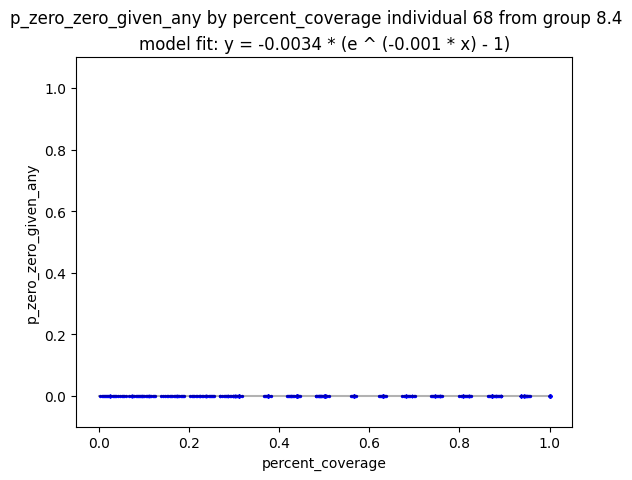 p_zero_zero_given_any by percent_coverage individual 68 from group 8.4
model fit: y = -0.0034 * (e ^ (-0.001 * x) - 1)
1.0
0.8
0.6
0.4
0.2
0.0
p_zero_zero_given_any
0.0 0.2 0.4 0.6 0.8 1.0
percent_coverage